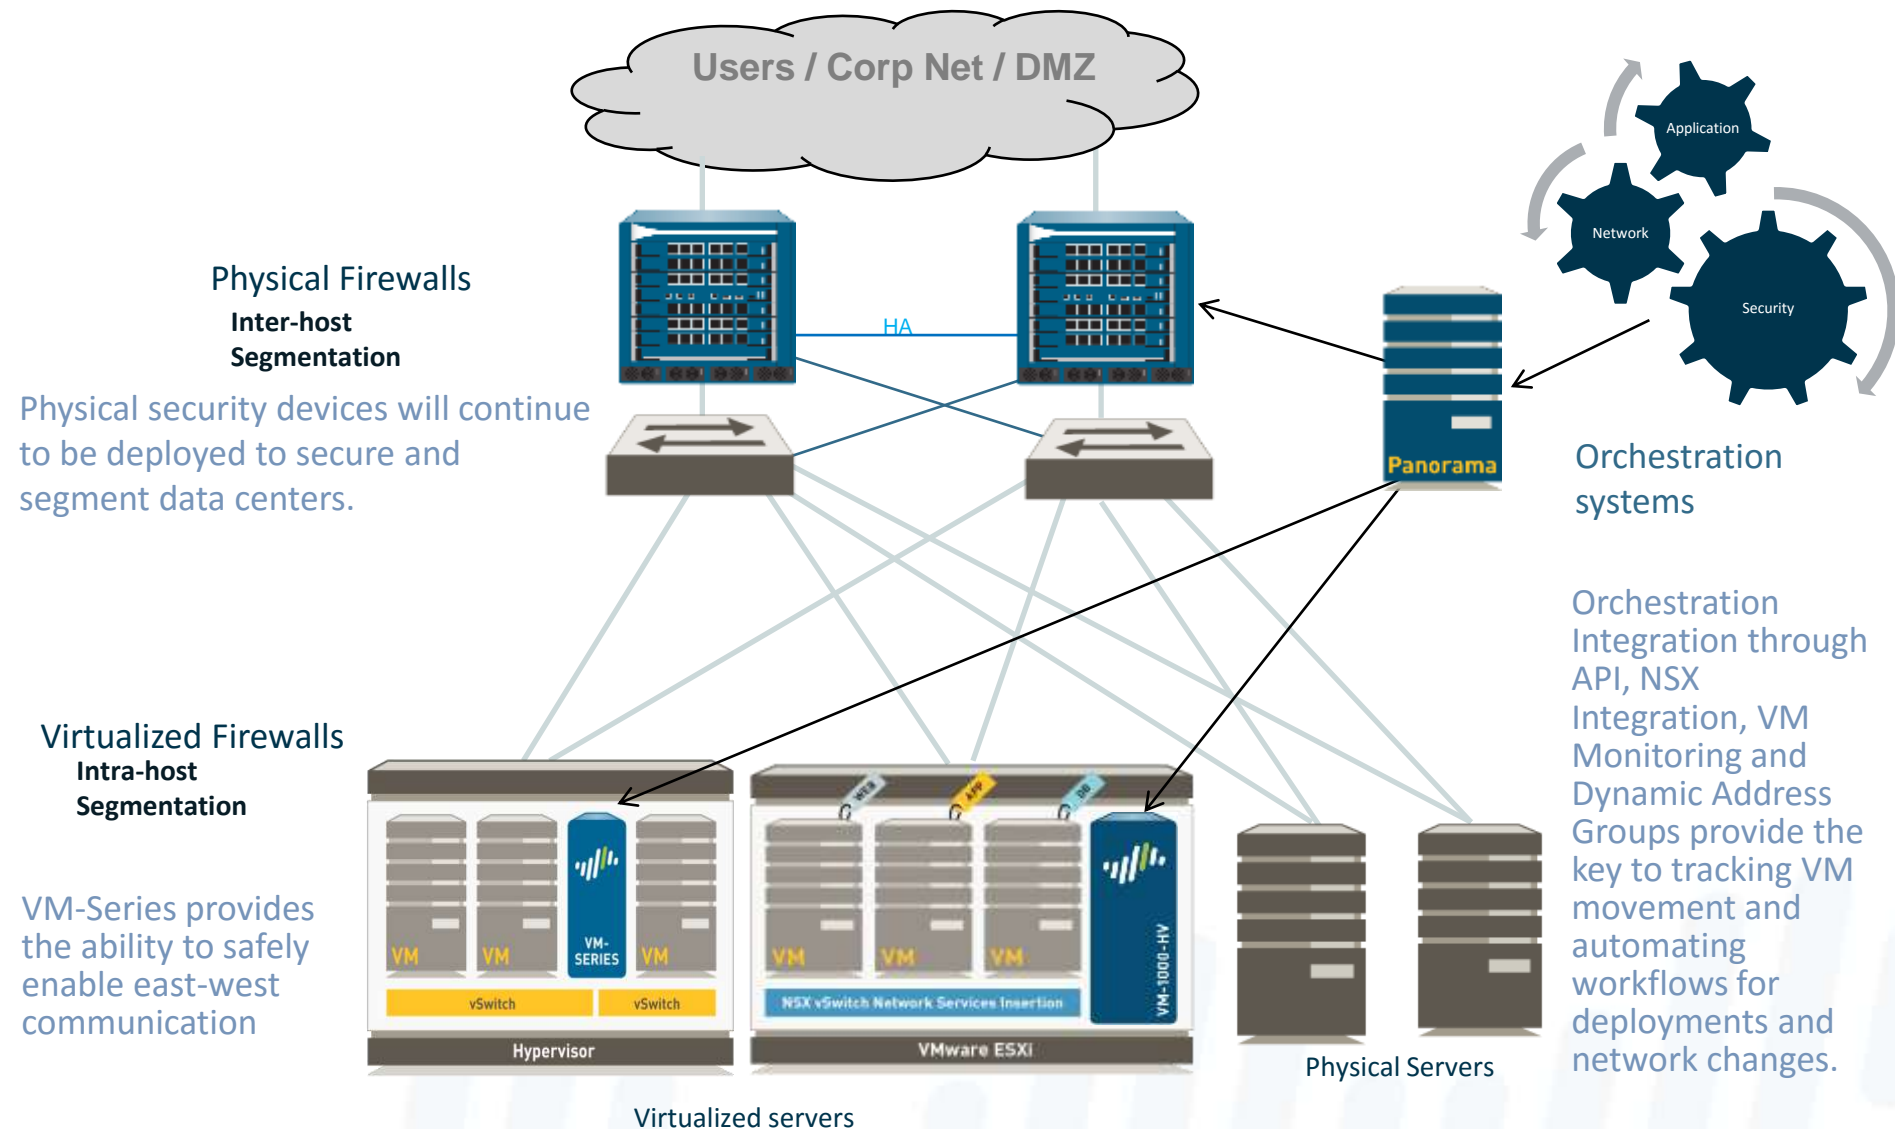 Users / Corp Net / DMZ
Application
Network
Security
Physical Firewalls
Inter-host
Segmentation
HA
Physical security devices will continue
to be deployed to secure and
segment data centers.
Panorama
Orchestration
systems
Orchestration
Integration through
API, NSX
Integration, VM
Monitoring and
Dynamic Address
Groups provide the
key to tracking VM
movement and
automating
workflows for
deployments and
network changes.
Virtualized Firewalls
Intra-host
Segmentation
VM-Series provides
the ability to safely
enable east-west
communication
VM
VM
VM-
SERIES
VM
vSwitch
vSwitch
Hypervisor
WEB
APP
DB
VM
VM
VM
VM-1000-HV
NSX vSwitch Network Services Insertion
VMware ESXi
Physical Servers
Virtualized servers